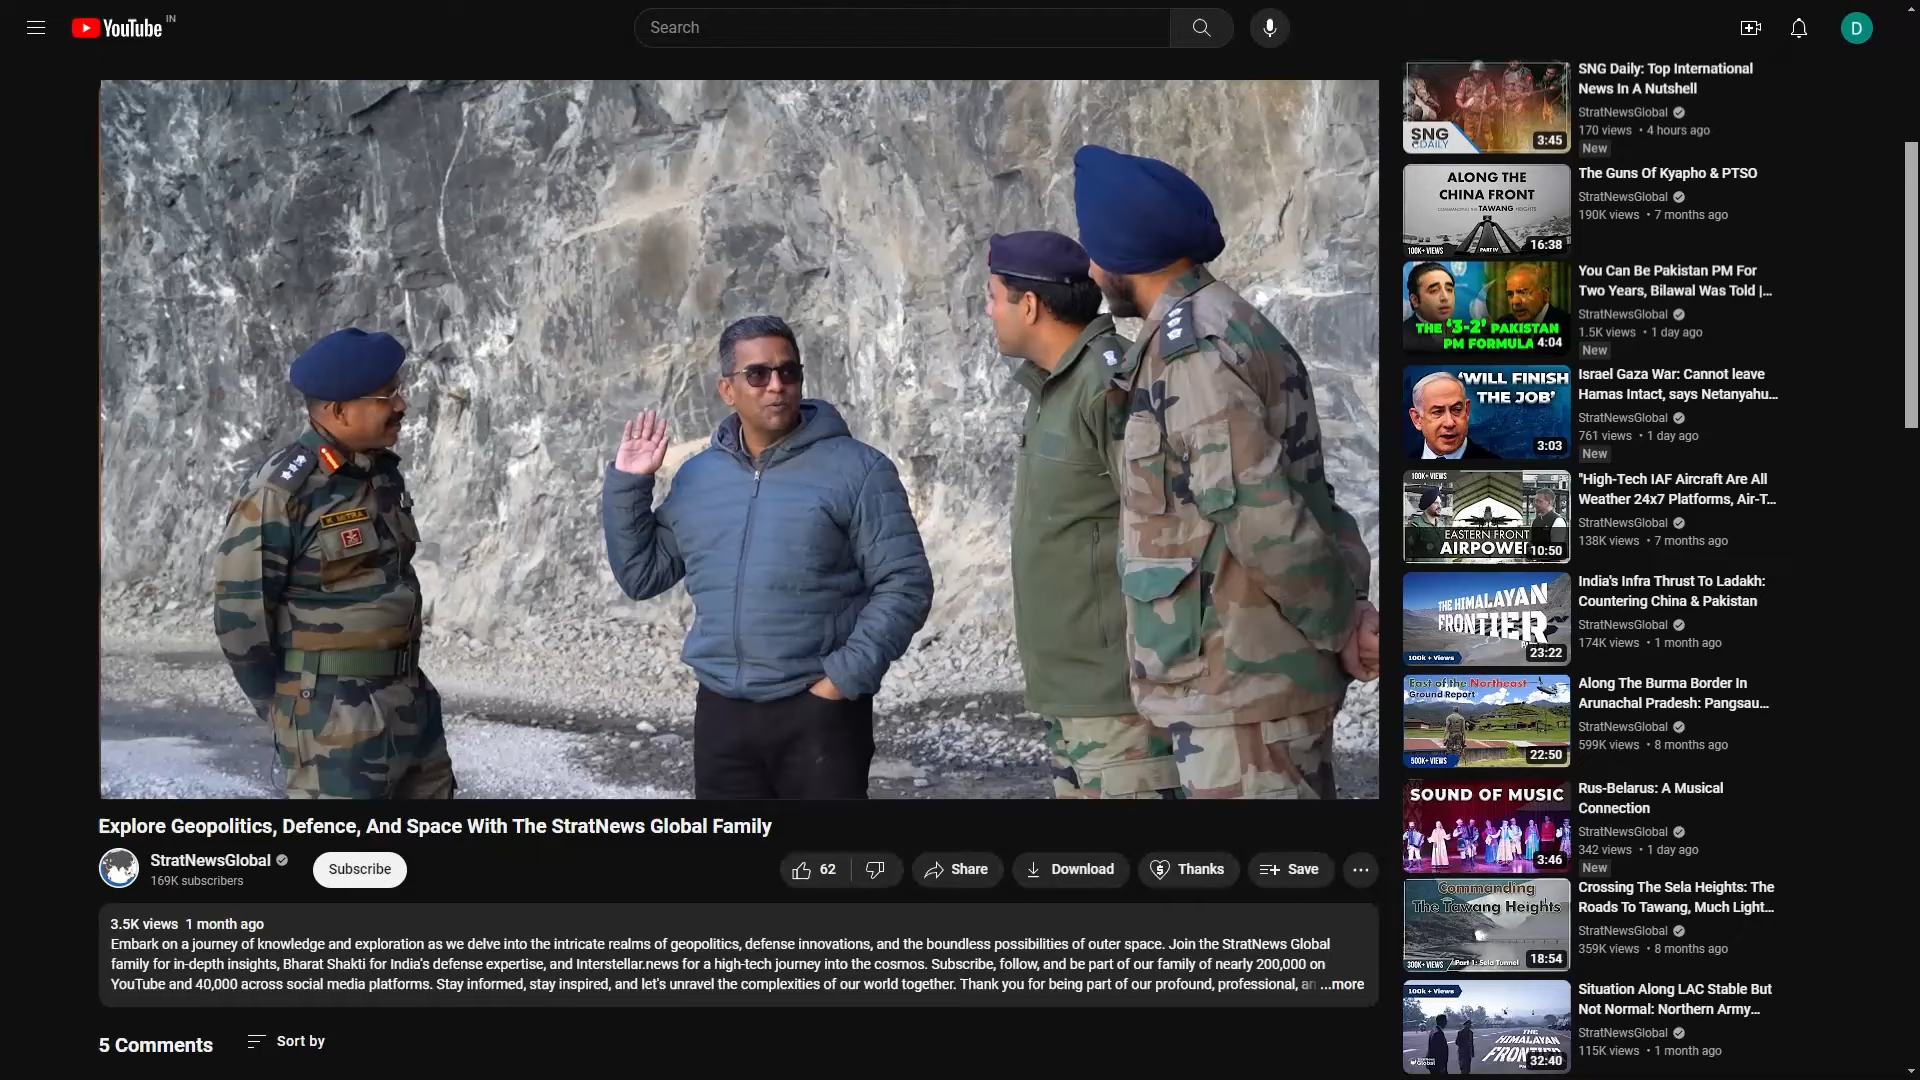 YouTube IN
Search
D
K MITRA
Explore Geopolitics, Defence, And Space With The StratNews Global Family
StratNewsGlobal
169K subscribers
Subscribe
62
Share
Download
Thanks
Save
3.5K views 1 month ago
Embark on a journey of knowledge and exploration as we delve into the intricate realms of geopolitics, defense innovations, and the boundless possibilities of outer space. Join the StratNews Global
family for in-depth insights, Bharat Shakti for India's defense expertise, and Interstellar.news for a high-tech journey into the cosmos. Subscribe, follow, and be part of our family of nearly 200,000 on
YouTube and 40,000 across social media platforms. Stay informed, stay inspired, and let's unravel the complexities of our world together. Thank you for being part of our profound, professional, an ...more
5 Comments
Sort by
SNG
DAILY
3:45
SNG Daily: Top International
News In A Nutshell
StratNewsGlobal
170 views • 4 hours ago
New
ALONG THE
CHINA FRONT
COMMANDING THE TAWANG HEIGHTS
PART IV
100K+ VIEWS
16:38
The Guns Of Kyapho & PTSO
StratNewsGlobal
190K views • 7 months ago
THE '3-2' PAKISTAN
PM FORMULA
4:04
You Can Be Pakistan PM For
Two Years, Bilawal Was Told |...
StratNewsGlobal
1.5K views • 1 day ago
New
'WILL FINISH
THE JOB'
3:03
Israel Gaza War: Cannot leave
Hamas Intact, says Netanyahu...
StratNewsGlobal
761 views • 1 day ago
New
100K+ VIEWS
EASTERN FRONT
AIRPOWER
10:50
"High-Tech IAF Aircraft Are All
Weather 24x7 Platforms, Air-T...
StratNewsGlobal
138K views • 7 months ago
THE HIMALAYAN
FRONTIER
100k + Views
23:22
India's Infra Thrust To Ladakh:
Countering China & Pakistan
StratNewsGlobal
174K views • 1 month ago
East of the Northeast
Ground Report
500K+ VIEWS
22:50
Along The Burma Border In
Arunachal Pradesh: Pangsau...
StratNewsGlobal
599K views • 8 months ago
SOUND OF MUSIC
3:46
Rus-Belarus: A Musical
Connection
StratNewsGlobal
342 views • 1 day ago
New
Commanding
The Tawang Heights
300K+ VIEWS
Part 1: Sela Tunnel
18:54
Crossing The Sela Heights: The
Roads To Tawang, Much Light...
StratNewsGlobal
359K views • 8 months ago
100k + Views
THE
HIMALAYAN
FRONTIER
32:40
Situation Along LAC Stable But
Not Normal: Northern Army...
StratNewsGlobal
115K views • 1 month ago